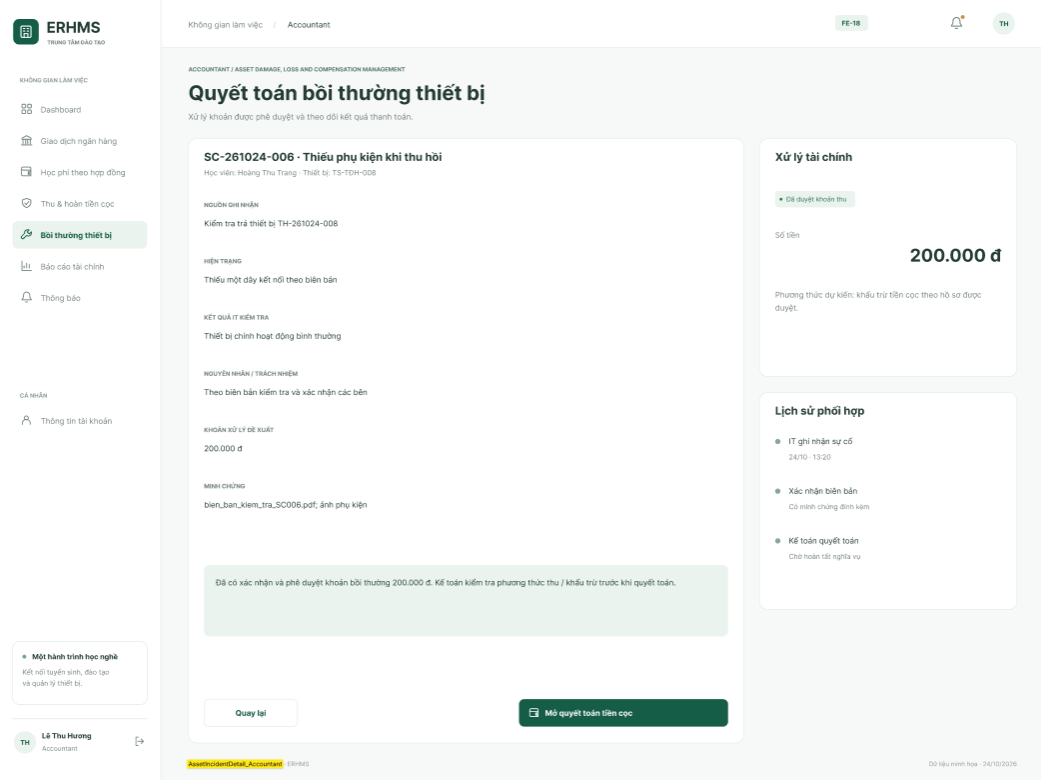 ERHMS
TRUNG TÂM ĐÀO TẠO
KHÔNG GIAN LÀM VIỆC
Dashboard
Giao dịch ngân hàng
Học phí theo hợp đồng
Thu & hoàn tiền cọc
Bồi thường thiết bị
Báo cáo tài chính
Thông báo
CÁ NHÂN
Thông tin tài khoản
Một hành trình học nghề
Kết nối tuyển sinh, đào tạo
và quản lý thiết bị.
TH
Lê Thu Hương
Accountant
Không gian làm việc / Accountant
FE-18
TH
ACCOUNTANT / ASSET DAMAGE, LOSS AND COMPENSATION MANAGEMENT
Quyết toán bồi thường thiết bị
Xử lý khoản được phê duyệt và theo dõi kết quả thanh toán.
SC-261024-006 · Thiếu phụ kiện khi thu hồi
Học viên: Hoàng Thu Trang · Thiết bị: TS-TĐH-008
NGUỒN GHI NHẬN
Kiểm tra trả thiết bị TH-261024-008
HIỆN TRẠNG
Thiếu một dây kết nối theo biên bản
KẾT QUẢ IT KIỂM TRA
Thiết bị chính hoạt động bình thường
NGUYÊN NHÂN / TRÁCH NHIỆM
Theo biên bản kiểm tra và xác nhận các bên
KHOẢN XỬ LÝ ĐỀ XUẤT
200.000 đ
MINH CHỨNG
bien_ban_kiem_tra_SC006.pdf; ảnh phụ kiện
Đã có xác nhận và phê duyệt khoản bồi thường 200.000 đ. Kế toán kiểm tra phương thức thu / khấu trừ trước khi quyết toán.
Quay lại
Mở quyết toán tiền cọc
Xử lý tài chính
Đã duyệt khoản thu
Số tiền
200.000 đ
Phương thức dự kiến: khấu trừ tiền cọc theo hồ sơ được
duyệt.
Lịch sử phối hợp
IT ghi nhận sự cố
24/10 · 13:20
Xác nhận biên bản
Có minh chứng đính kèm
Kế toán quyết toán
Chờ hoàn tất nghĩa vụ
AssetIncidentDetail_Accountant · ERHMS
Dữ liệu minh họa · 24/10/2026